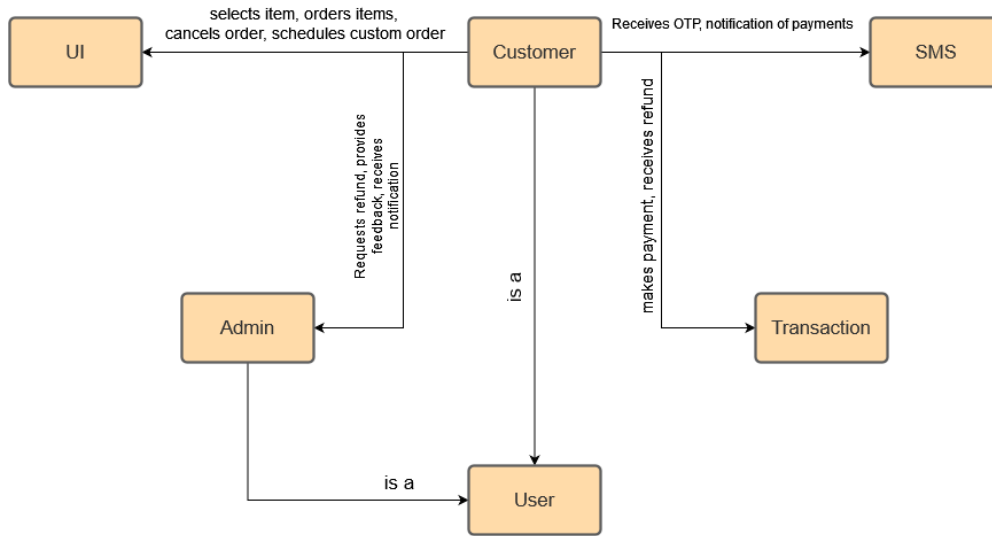 selects item, orders items,
cancels order, schedules custom order
UI
Customer
Receives OTP, notification of payments
SMS
Requests refund, provides
feedback, receives
notification
makes payment, receives refund
is a
Admin
Transaction
is a
User